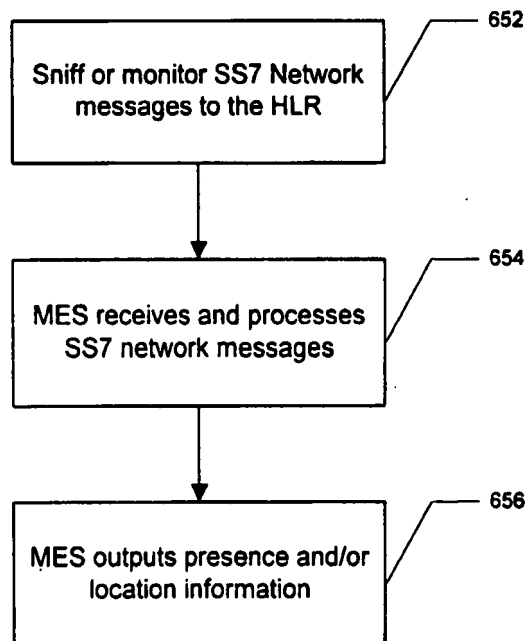 652
Sniff or monitor SS7 Network
messages to the HLR
654
MES receives and processes
SS7 network messages
656
MES outputs presence and/or
location information